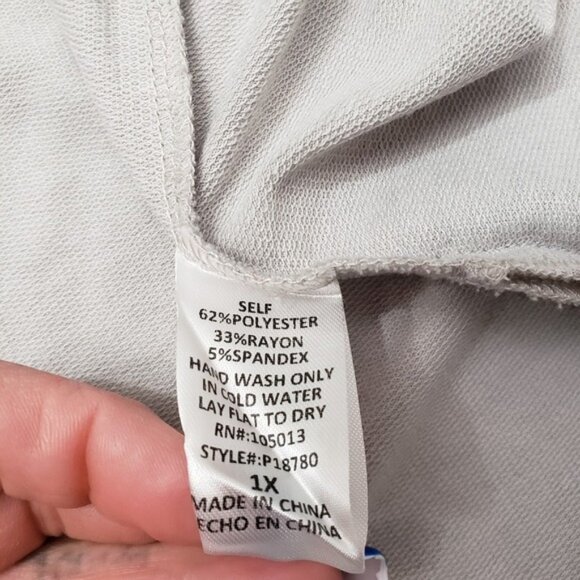 SELF
62%POLYESTER
33%RAYON
5%SPANDEX
HAND WASH ONLY
IN COLD WATER
LAY FLAT TO DRY
RN#:105013
STYLE#:P18780
1X
MADE IN CHINA
ECHO EN CHINA